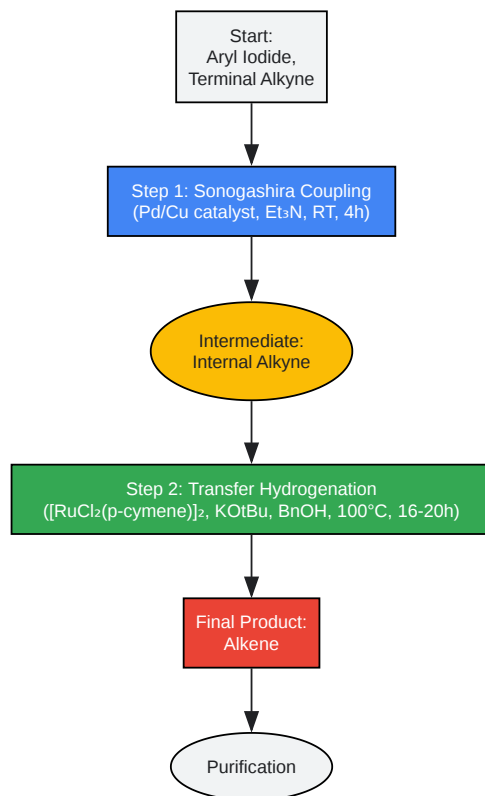 Start:
Aryl Iodide,
Terminal Alkyne
Step 1: Sonogashira Coupling
(Pd/Cu catalyst, Et₃N, RT, 4h)
Intermediate:
Internal Alkyne
Step 2: Transfer Hydrogenation
([RuCl₂(p-cymene)]₂, KOtBu, BnOH, 100°C, 16-20h)
Final Product:
Alkene
Purification